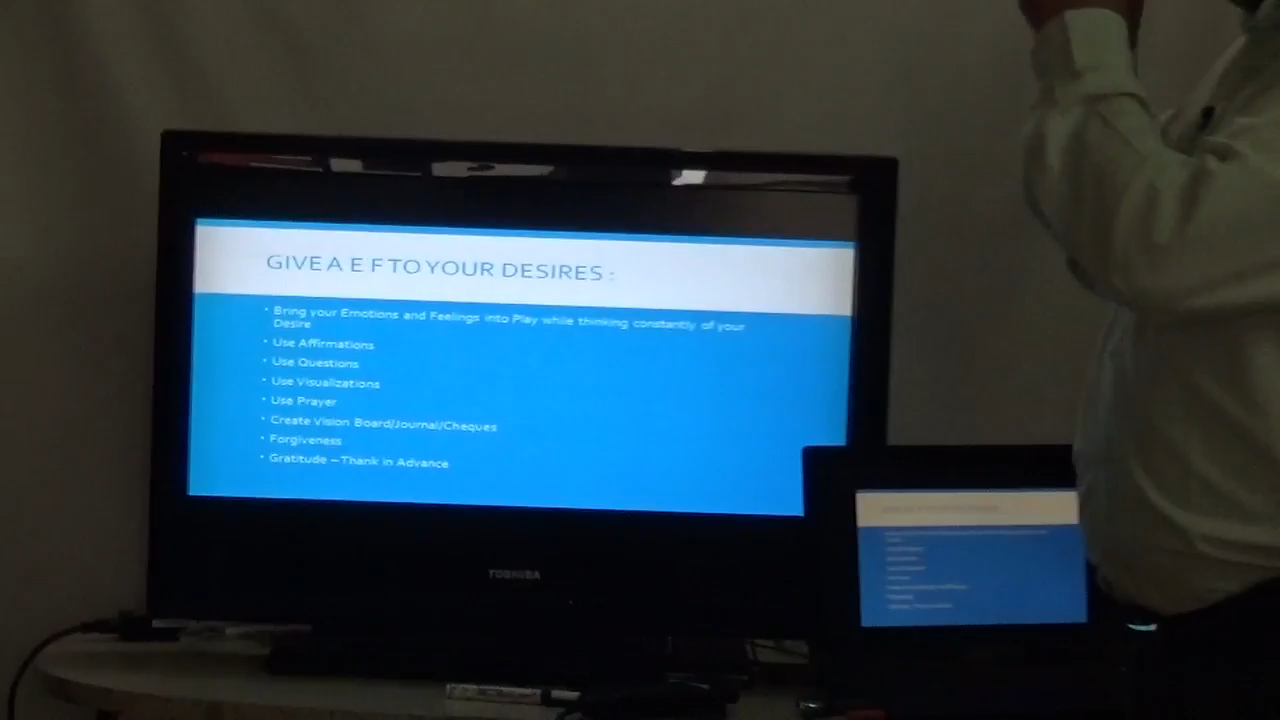 GIVE A E F TO YOUR DESIRES :
• Bring your Emotions and Feelings into Play while thinking constantly of your
Desire
• Use Affirmations
• Use Questions
• Use Visualizations
• Use Prayer
• Create Vision Board/Journal/Cheques
• Forgiveness
• Gratitude – Thank in Advance
TOSHIBA